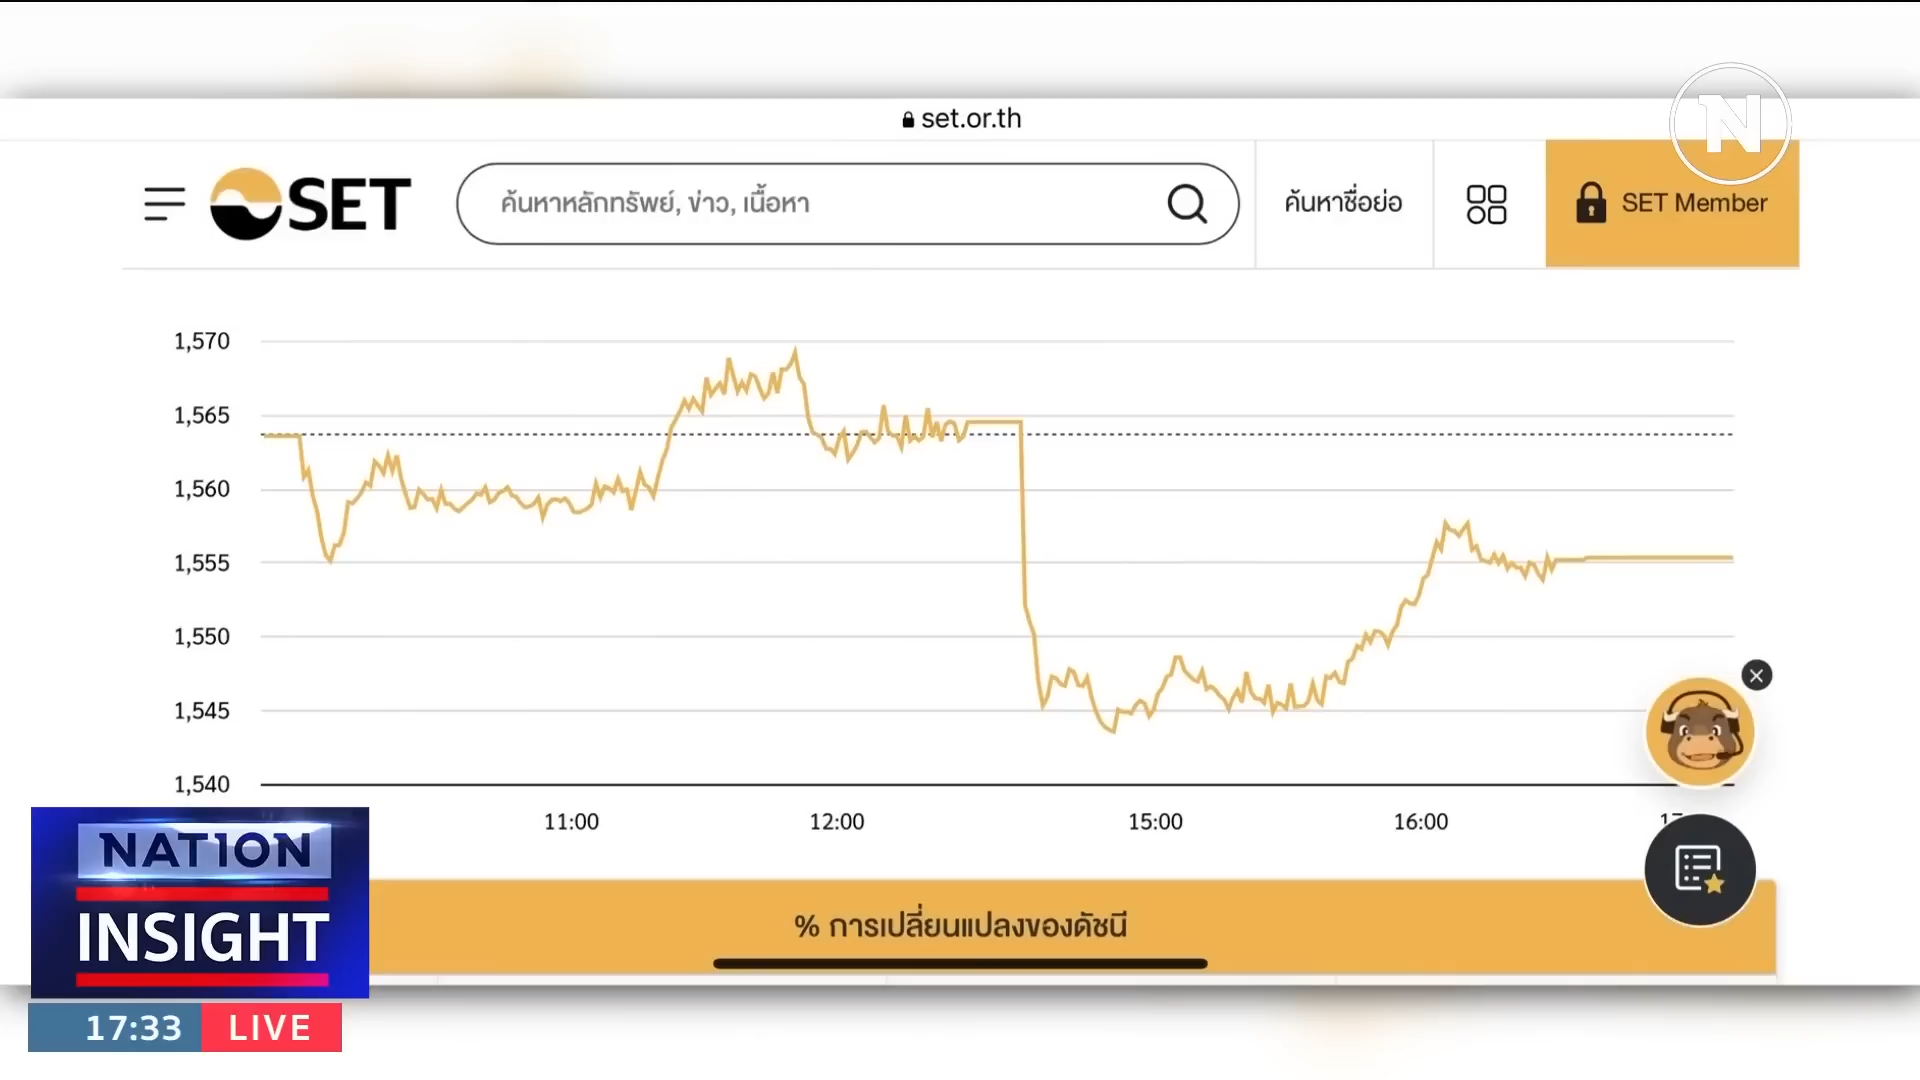 set.or.th
N
SET
ค้นหาหลักทรัพย์, ข่าว, เนื้อหา
ค้นหาชื่อย่อ
SET Member
1,570
1,565
1,560
1,555
1,550
1,545
1,540
11:00
12:00
15:00
16:00
% การเปลี่ยนแปลงของดัชนี
NATION
INSIGHT
17:33
LIVE